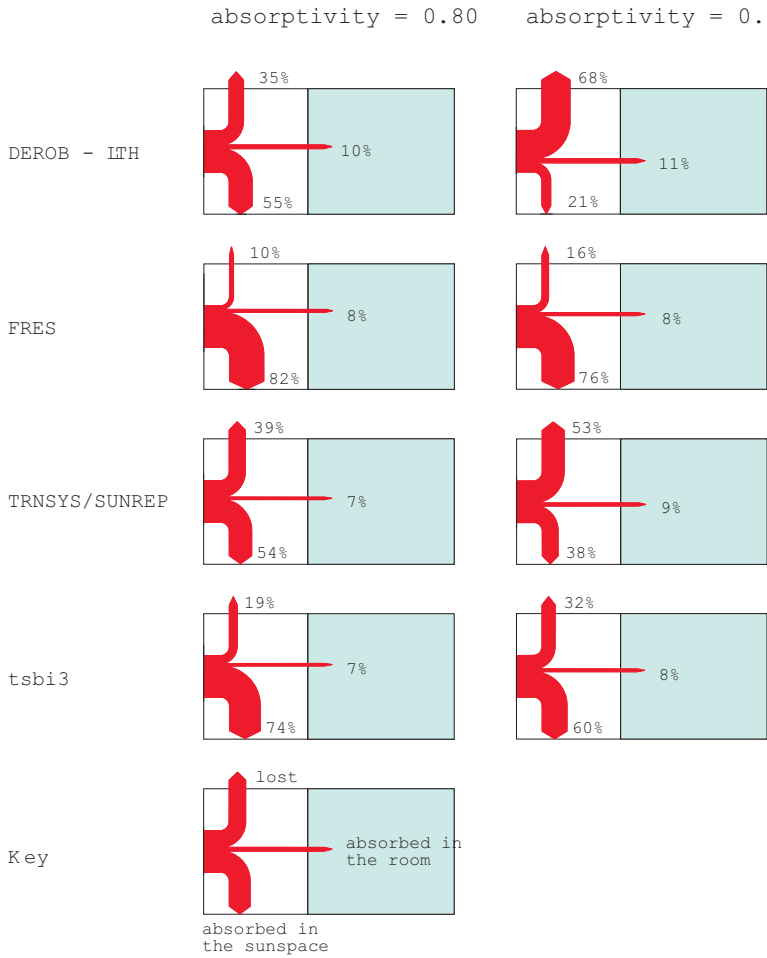 absorptivity = 0.80 absorptivity = 0.
35% 68%
DEROB - LTH 10% 11%
55% 21%
10% 16%
FRES 8% 8%
82% 76%
39% 53%
TRNSYS/SUNREP 7% 9%
54% 38%
19% 32%
tsbi3 7% 8%
74% 60%
lost
Key absorbed in
the room
absorbed in
the sunspace